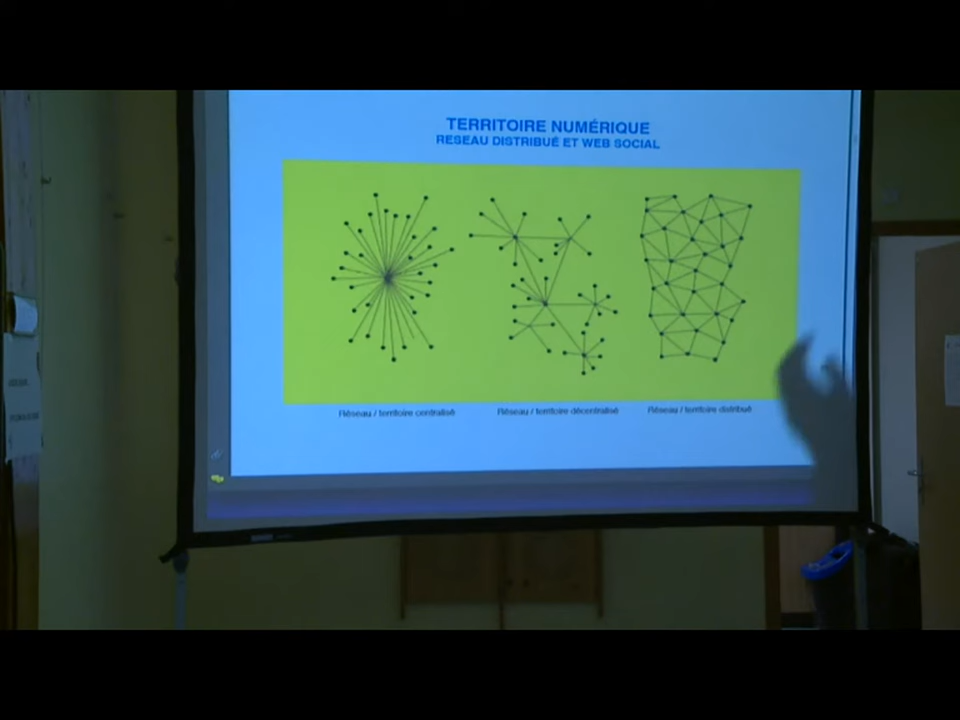 TERRITOIRE NUMÉRIQUE
RESEAU DISTRIBUÉ ET WEB SOCIAL
Réseau / territoire centralisé
Réseau / territoire décentralisé
Réseau / territoire distribué